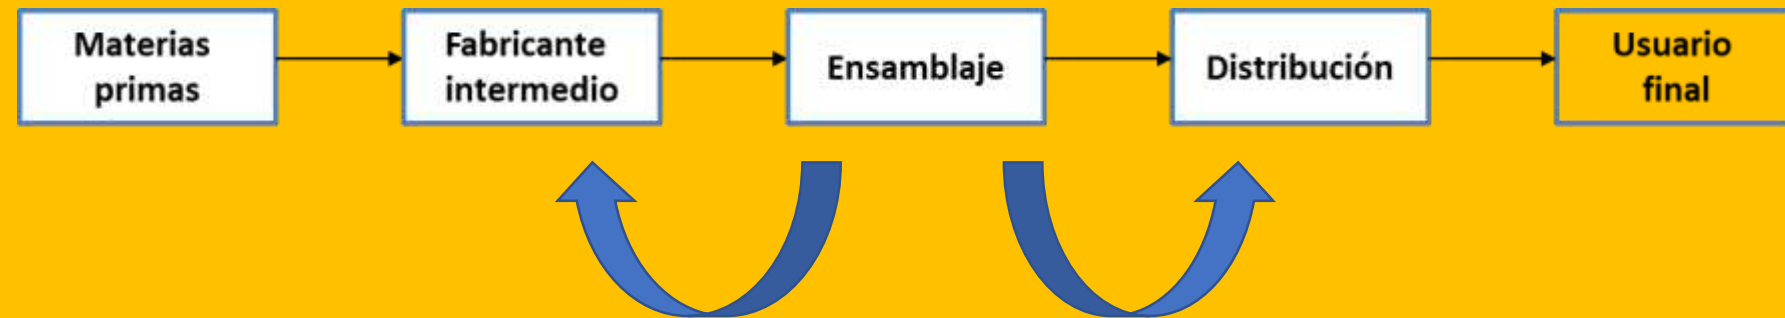 Materias
primas
Fabricante
intermedio
Ensamblaje
Distribución
Usuario
final